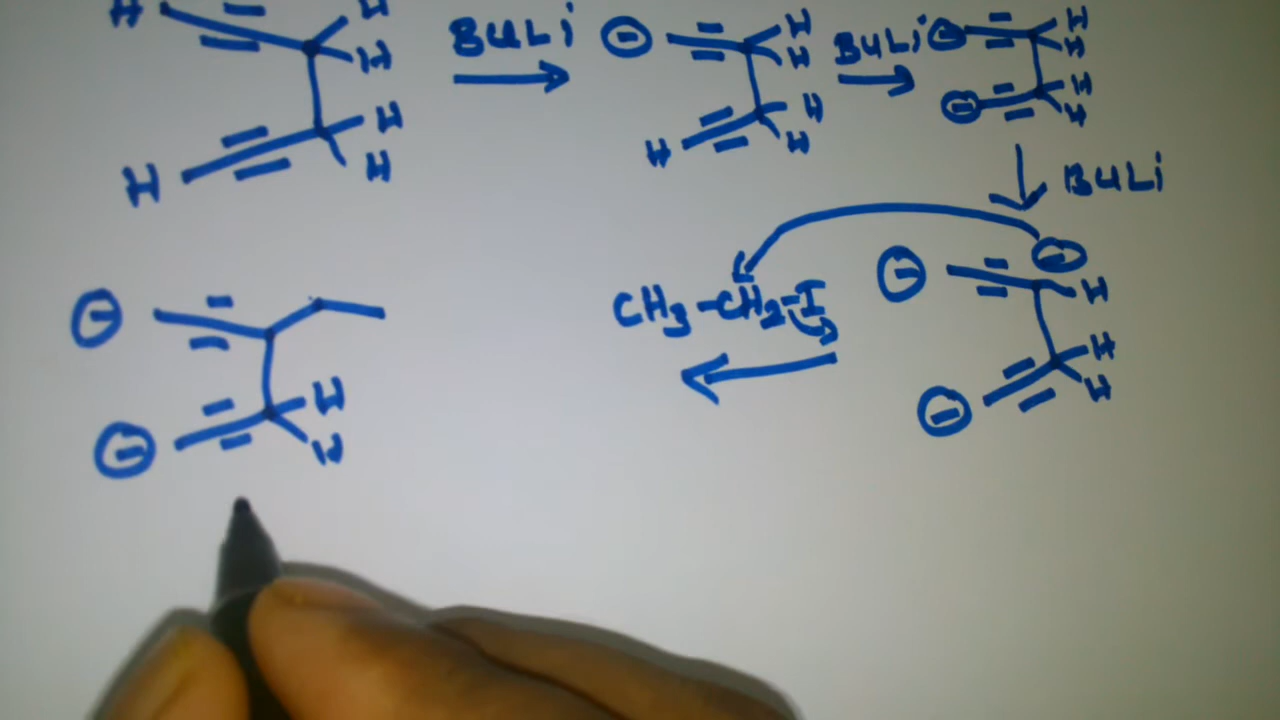 H H H BULi ⊖ H H BULi ⊖ H H
H H H H H H ⊖ H H
BULi
⊖ ⊖ H
CH3-CH2-I
⊖ H H
⊖ H H
⊖ H H